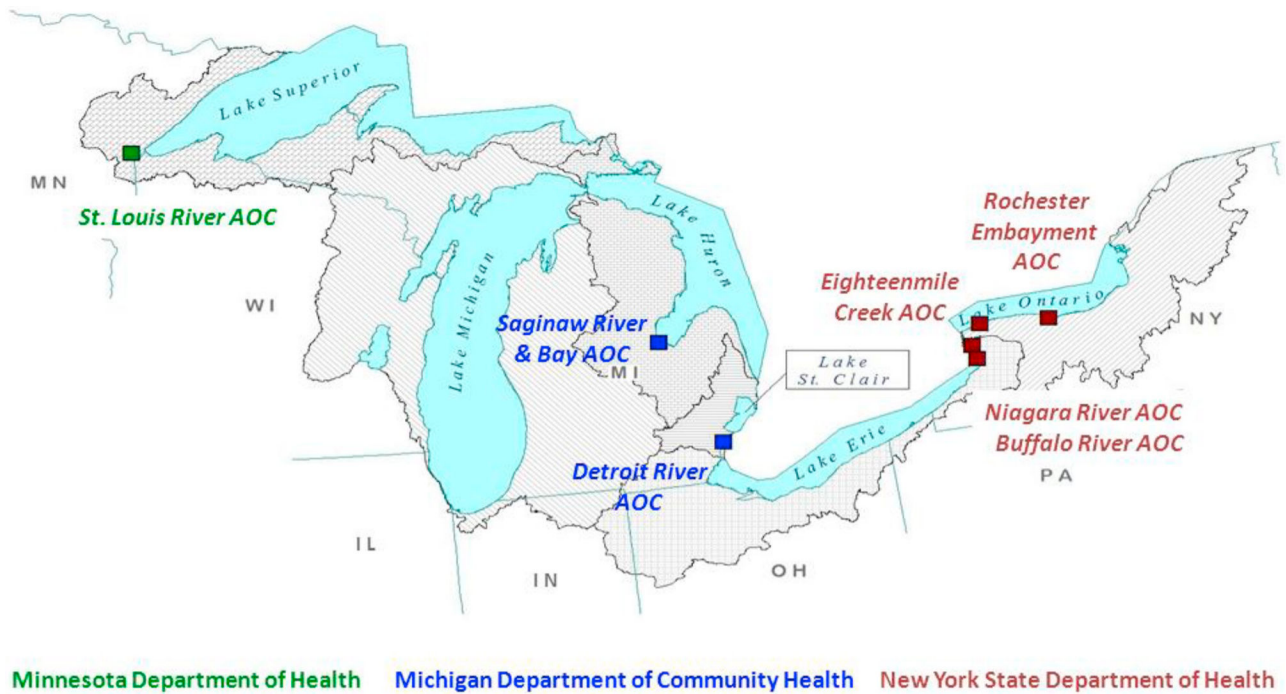 Lake Superior
MN
St. Louis River AOC
WI
Lake Michigan
Lake Huron
Saginaw River
& Bay AOC
MI
Detroit River
AOC
Lake
St. Clair
Rochester
Embayment
AOC
Eighteenmile
Creek AOC
Lake Ontario
NY
Niagara River AOC
Buffalo River AOC
Lake Erie
PA
IL
IN
OH
Minnesota Department of Health
Michigan Department of Community Health
New York State Department of Health